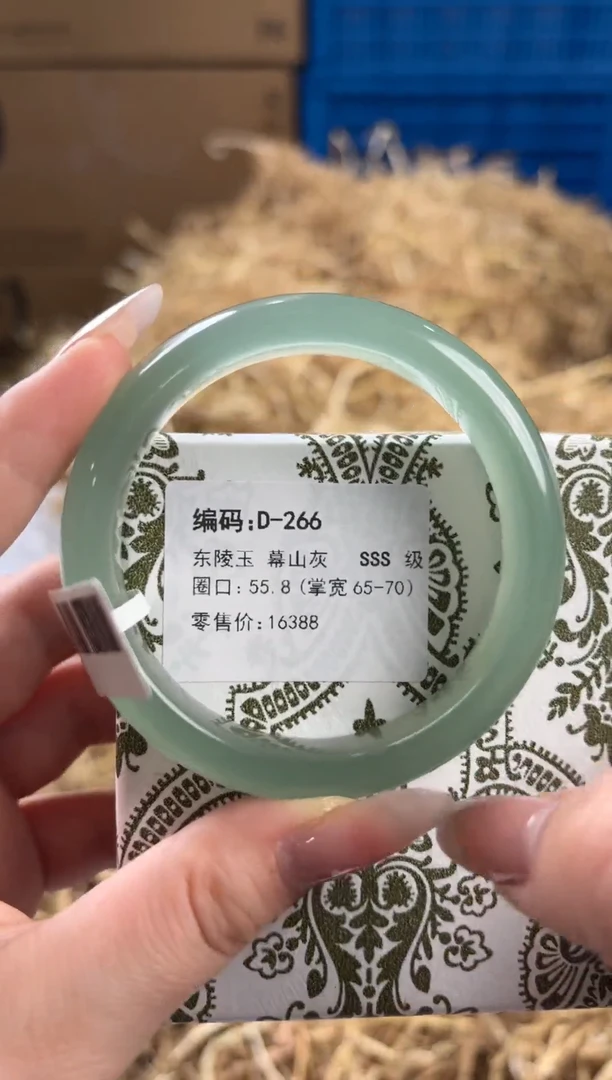 编码:D-266
东陵玉 幕山灰 SSS 级
圈口: 55.8 (掌宽 65-70)
零售价: 16388